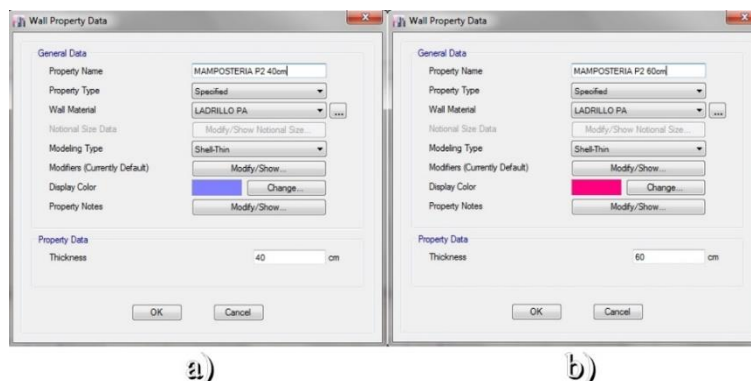 Wall Property Data
General Data
Property Name MAMPOSTERIA P2 40cm
Property Type Specified
Wall Material LADRILLO PA ...
Notional Size Data Modify/Show Notional Size...
Modeling Type Shell-Thin
Modifiers (Currently Default) Modify/Show...
Display Color Change...
Property Notes Modify/Show...
Property Data
Thickness 40 cm
OK Cancel
a)
Wall Property Data
General Data
Property Name MAMPOSTERIA P2 60cm
Property Type Specified
Wall Material LADRILLO PA ...
Notional Size Data Modify/Show Notional Size...
Modeling Type Shell-Thin
Modifiers (Currently Default) Modify/Show...
Display Color Change...
Property Notes Modify/Show...
Property Data
Thickness 60 cm
OK Cancel
b)